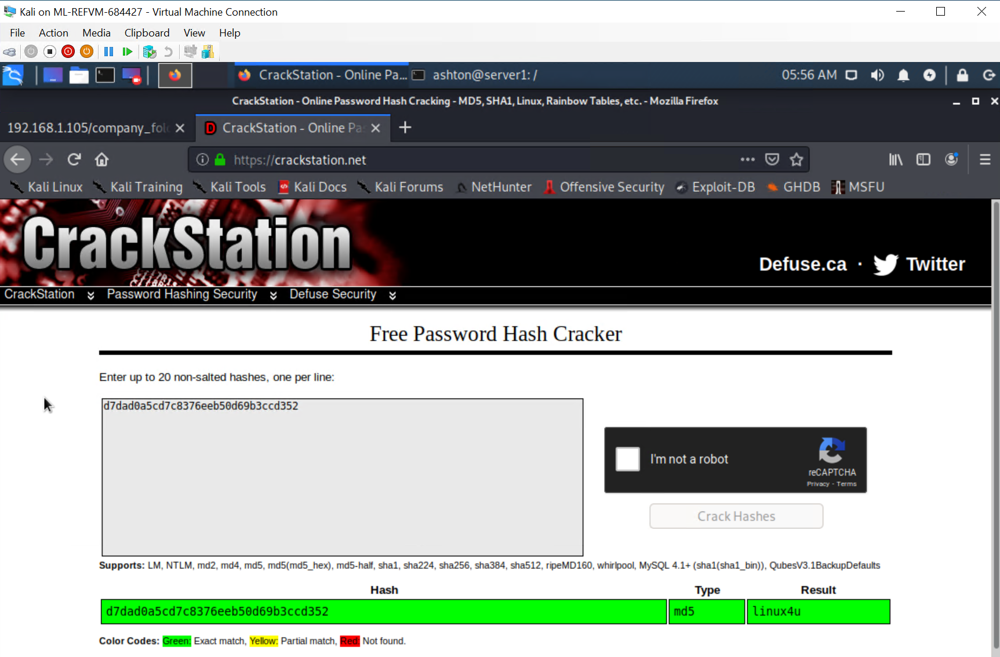 Kali on ML-REFVM-684427 - Virtual Machine Connection
File Action Media Clipboard View Help
CrackStation - Online Pa... ashton@server1: / 05:56 AM
CrackStation - Online Password Hash Cracking - MD5, SHA1, Linux, Rainbow Tables, etc. - Mozilla Firefox
192.168.1.105/company_fol CrackStation - Online Pa
https://crackstation.net
Kali Linux Kali Training Kali Tools Kali Docs Kali Forums NetHunter Offensive Security Exploit-DB GHDB MSFU
CrackStation
Defuse.ca · Twitter
CrackStation Password Hashing Security Defuse Security
Free Password Hash Cracker
Enter up to 20 non-salted hashes, one per line:
d7dad0a5cd7c8376eeb50d69b3ccd352
I'm not a robot
reCAPTCHA
Privacy - Terms
Crack Hashes
Supports: LM, NTLM, md2, md4, md5, md5(md5_hex), md5-half, sha1, sha224, sha256, sha384, sha512, ripeMD160, whirlpool, MySQL 4.1+ (sha1(sha1_bin)), QubesV3.1BackupDefaults
Hash Type Result
d7dad0a5cd7c8376eeb50d69b3ccd352 md5 linux4u
Color Codes: Green: Exact match, Yellow: Partial match, Red: Not found.